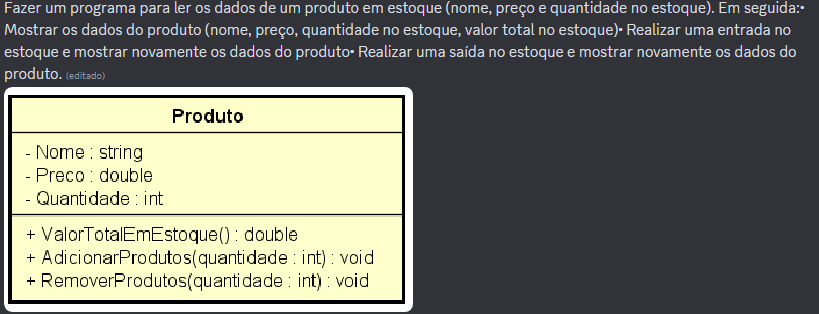 Fazer um programa para ler os dados de um produto em estoque (nome, preço e quantidade no estoque). Em seguida:•
Mostrar os dados do produto (nome, preço, quantidade no estoque, valor total no estoque)• Realizar uma entrada no
estoque e mostrar novamente os dados do produto• Realizar uma saída no estoque e mostrar novamente os dados do
produto. (editado)
Produto
- Nome : string
- Preco : double
- Quantidade : int
+ ValorTotalEmEstoque() : double
+ AdicionarProdutos(quantidade : int) : void
+ RemoverProdutos(quantidade : int) : void